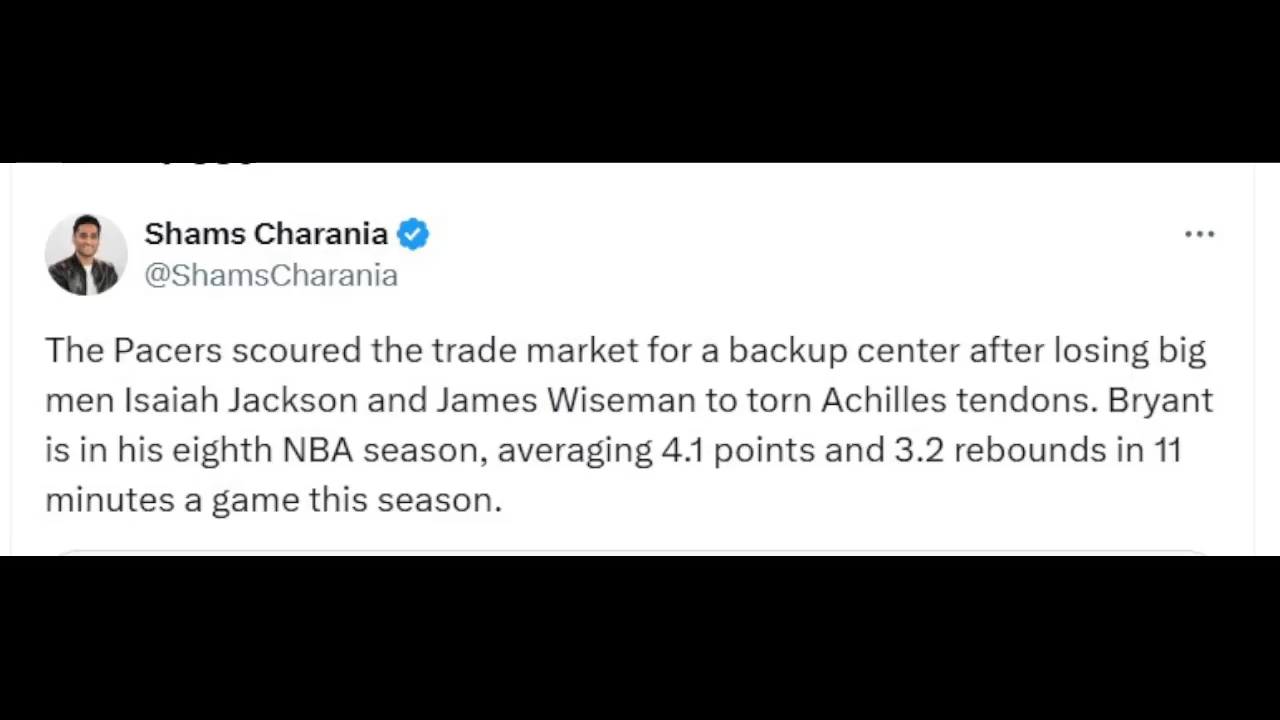 Shams Charania
@ShamsCharania
The Pacers scoured the trade market for a backup center after losing big
men Isaiah Jackson and James Wiseman to torn Achilles tendons. Bryant
is in his eighth NBA season, averaging 4.1 points and 3.2 rebounds in 11
minutes a game this season.